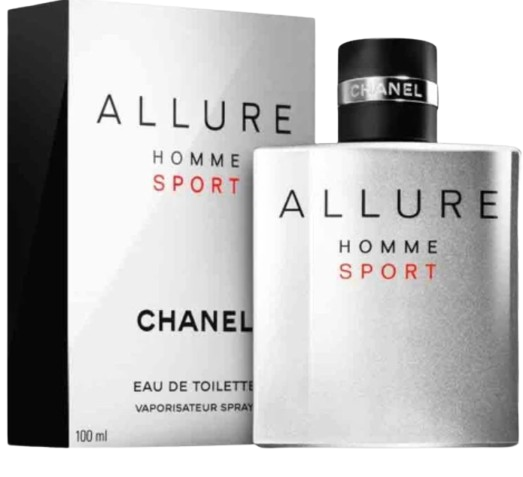 ALLURE
HOMME
SPORT
CHANEL
EAU DE TOILETTE
VAPORISATEUR SPRAY
100 ml
CHANEL
ALLURE
HOMME
SPORT